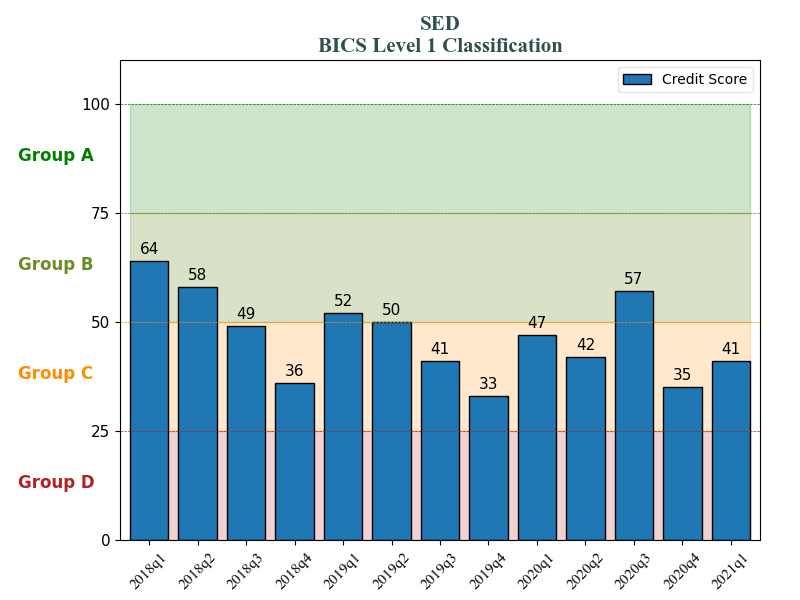 SED
BICS Level 1 Classification
Credit Score
100
Group A
75
64
Group B
58
57
52
50
50
49
47
42
41
41
36
35
33
Group C
25
Group D
0
2018q1 2018q2 2018q3 2018q4 2019q1 2019q2 2019q3 2019q4 2020q1 2020q2 2020q3 2020q4 2021q1